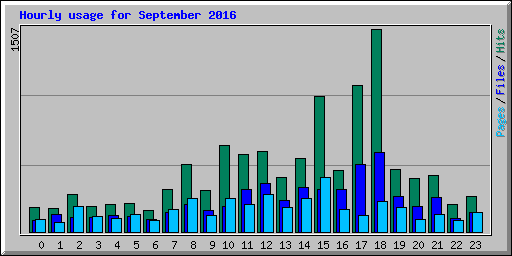 Hourly usage for September 2016
1507
Pages / Files / Hits
0 1 2 3 4 5 6 7 8 9 10 11 12 13 14 15 16 17 18 19 20 21 22 23